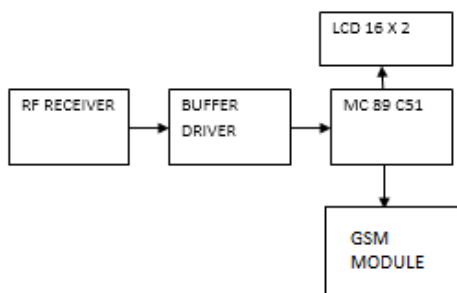 LCD 16 X 2
RF RECEIVER
BUFFER
DRIVER
MC 89 C51
GSM
MODULE